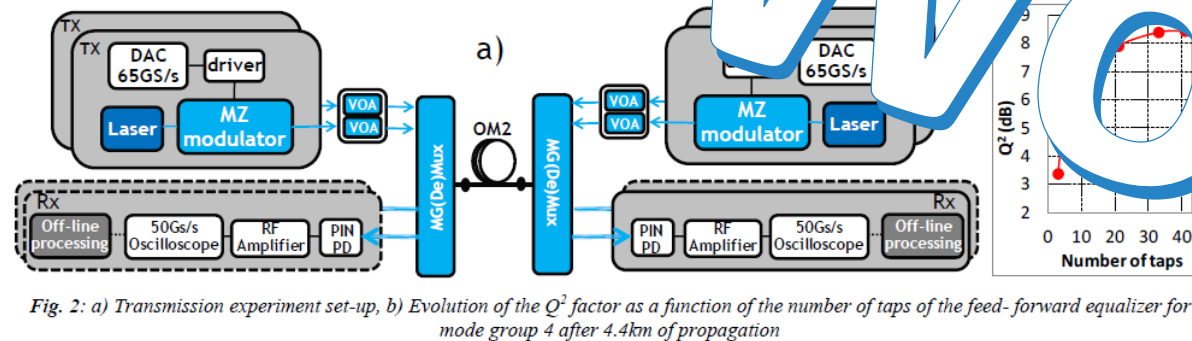 TX
TX
a)
DAC
65GS/s
driver
Laser
MZ
modulator
VOA
VOA
MG(De)Mux
OM2
MG(De)Mux
VOA
VOA
DAC
65GS/s
MZ
modulator
Laser
Rx
Off-line
processing
50Gs/s
Oscilloscope
RF
Amplifier
PIN
PD
PIN
PD
RF
Amplifier
50Gs/s
Oscilloscope
Off-line
processing
Rx
9
8
7
6
5
4
3
2
Q² (dB)
0 10 20 30 40
Number of taps
Fig. 2: a) Transmission experiment set-up, b) Evolution of the Q² factor as a function of the number of taps of the feed- forward equalizer for
mode group 4 after 4.4km of propagation